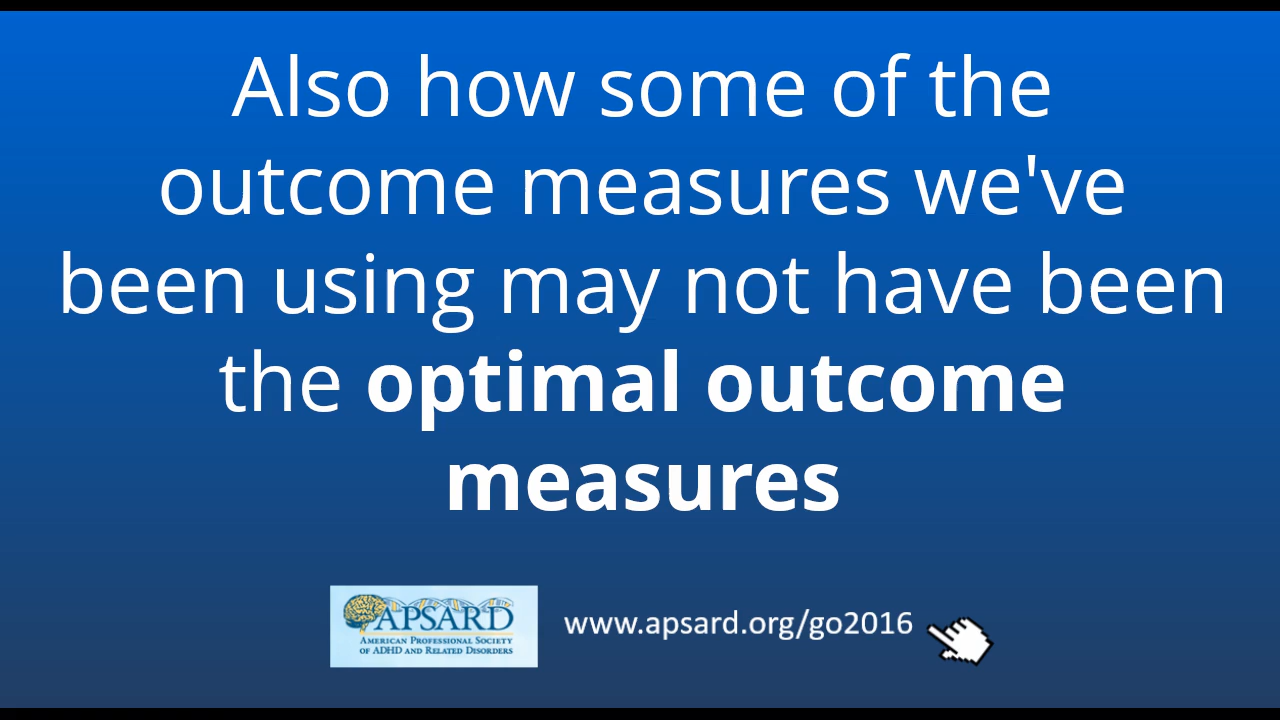 Also how some of the
outcome measures we've
been using may not have been
the optimal outcome
measures
APSARD
AMERICAN PROFESSIONAL SOCIETY
OF ADHD AND RELATED DISORDERS
www.apsard.org/go2016